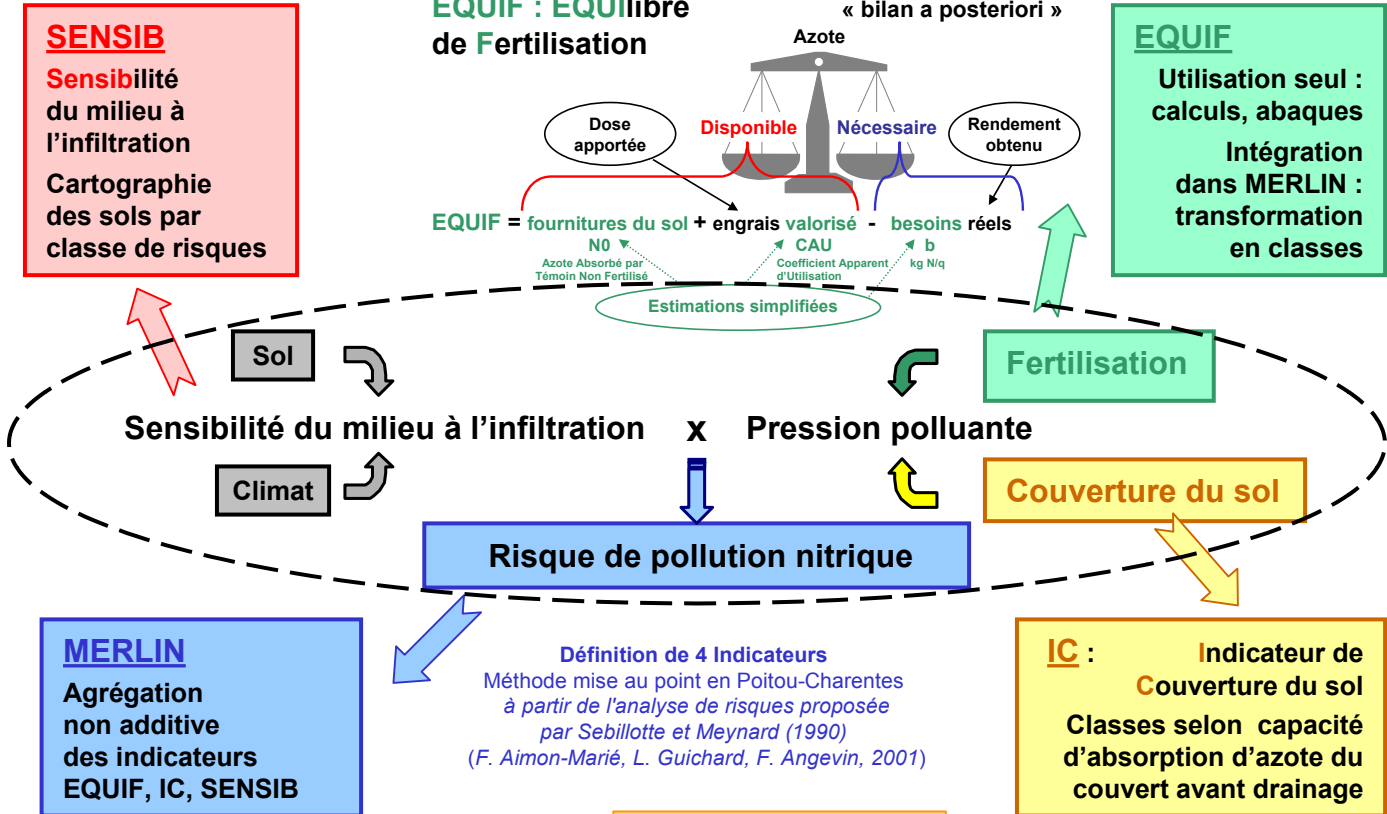 SENSIB
Sensibilité
du milieu à
l'infiltration
Cartographie
des sols par
classe de risques
EQUIF : EQUIlibre
de Fertilisation
« bilan a posteriori »
Azote
Dose
apportée
Disponible
Nécessaire
Rendement
obtenu
EQUIF = fournitures du sol + engrais valorisé - besoins réels
N0
CAU
b
Azote Absorbé par
Témoin Non Fertilisé
Coefficient Apparent
d'Utilisation
kg N/q
Estimations simplifiées
EQUIF
Utilisation seul :
calculs, abaques
Intégration
dans MERLIN :
transformation
en classes
Sol
Fertilisation
Sensibilité du milieu à l'infiltration x Pression polluante
Climat
Couverture du sol
Risque de pollution nitrique
MERLIN
Agrégation
non additive
des indicateurs
EQUIF, IC, SENSIB
Définition de 4 Indicateurs
Méthode mise au point en Poitou-Charentes
à partir de l'analyse de risques proposée
par Sebillotte et Meynard (1990)
(F. Aimon-Marié, L. Guichard, F. Angevin, 2001)
IC : Indicateur de
Couverture du sol
Classes selon capacité
d'absorption d'azote du
couvert avant drainage